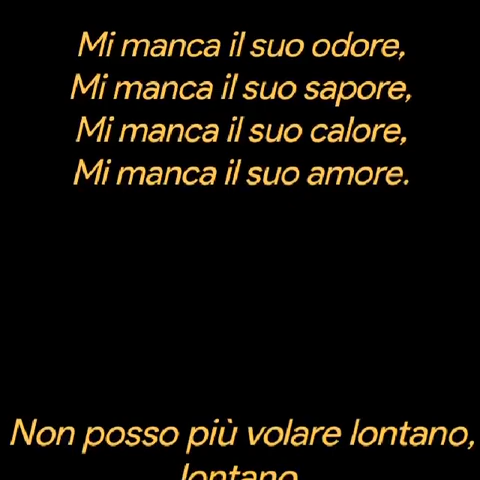 Mi manca il suo odore,
Mi manca il suo sapore,
Mi manca il suo calore,
Mi manca il suo amore.
Non posso più volare lontano,
lontano